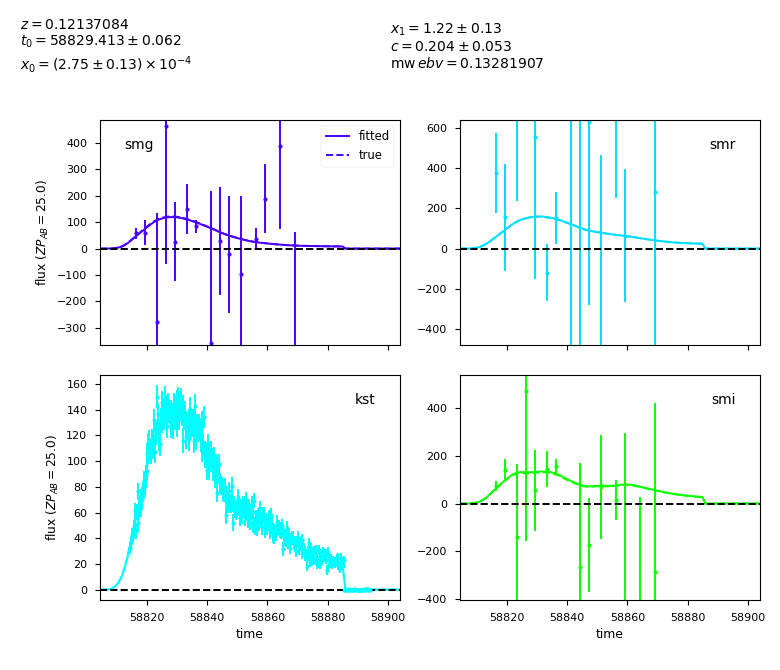 z = 0.12137084
t₀ = 58829.413 ± 0.062
x₀ = (2.75 ± 0.13) × 10⁻⁴
x₁ = 1.22 ± 0.13
c = 0.204 ± 0.053
mw ebv = 0.13281907
smg
fitted
true
400
300
200
100
0
−100
−200
−300
flux (ZP_AB = 25.0)
smr
600
400
200
0
−200
−400
kst
160
140
120
100
80
60
40
20
0
flux (ZP_AB = 25.0)
58820 58840 58860 58880 58900
time
smi
400
200
0
−200
−400
58820 58840 58860 58880 58900
time